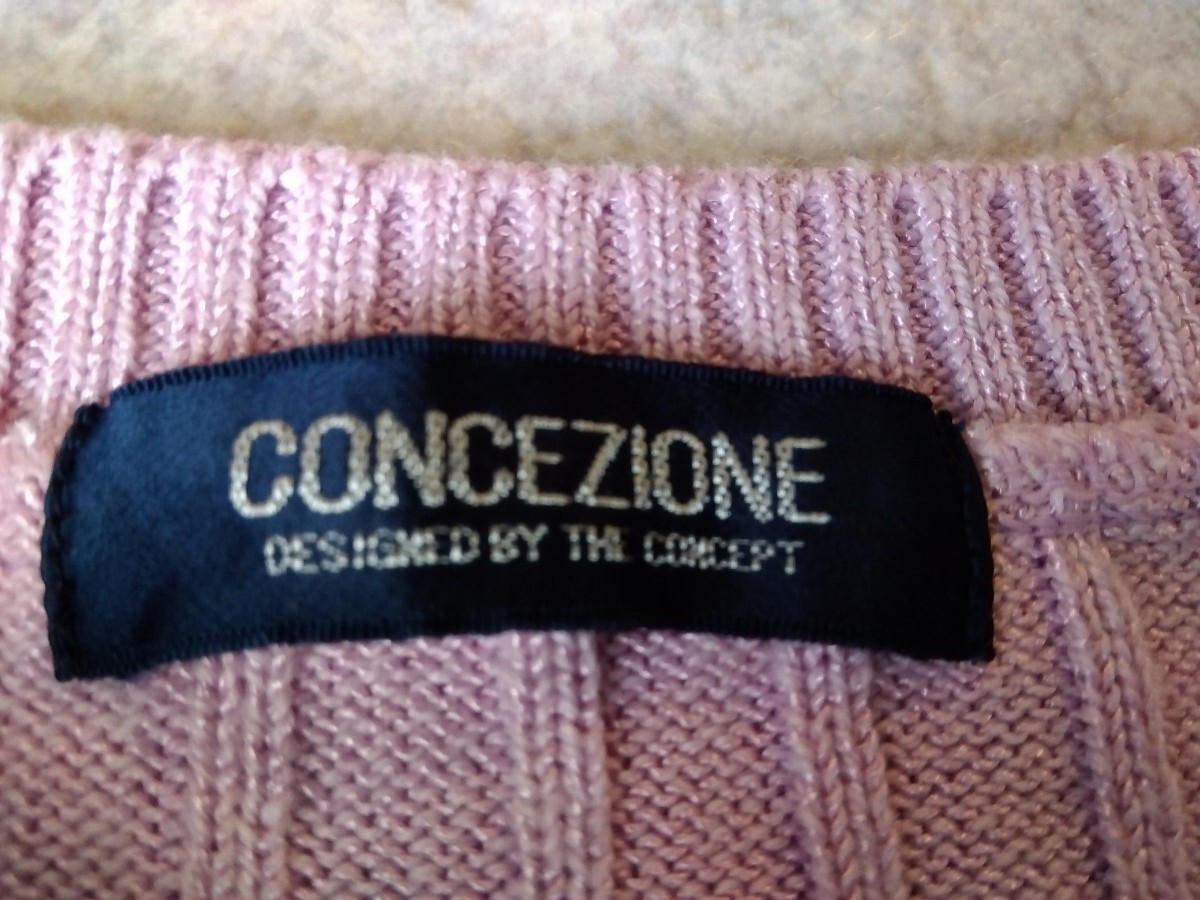 CONCEZIONE
DESIGNED BY THE CONCEPT